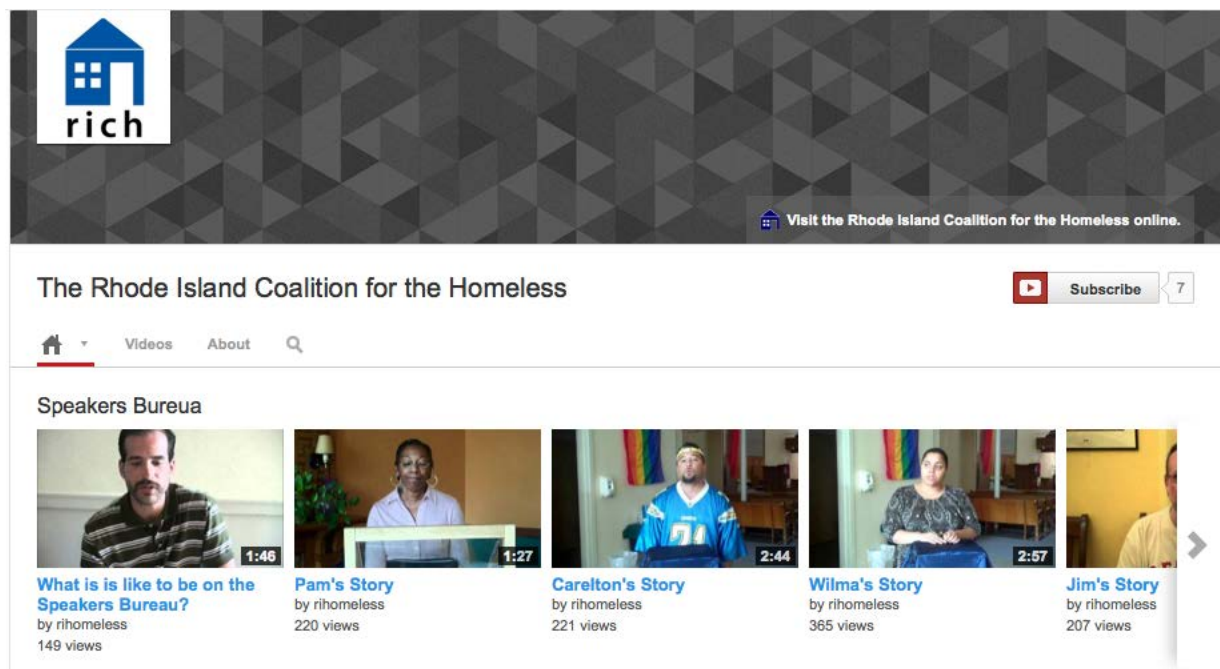 rich
Visit the Rhode Island Coalition for the Homeless online.
The Rhode Island Coalition for the Homeless
Subscribe
7
Videos
About
Speakers Bureua
1:46
1:27
2:44
2:57
What is is like to be on the
Speakers Bureau?
by rihomeless
149 views
Pam's Story
by rihomeless
220 views
Carelton's Story
by rihomeless
221 views
Wilma's Story
by rihomeless
365 views
Jim's Story
by rihomeless
207 views
21